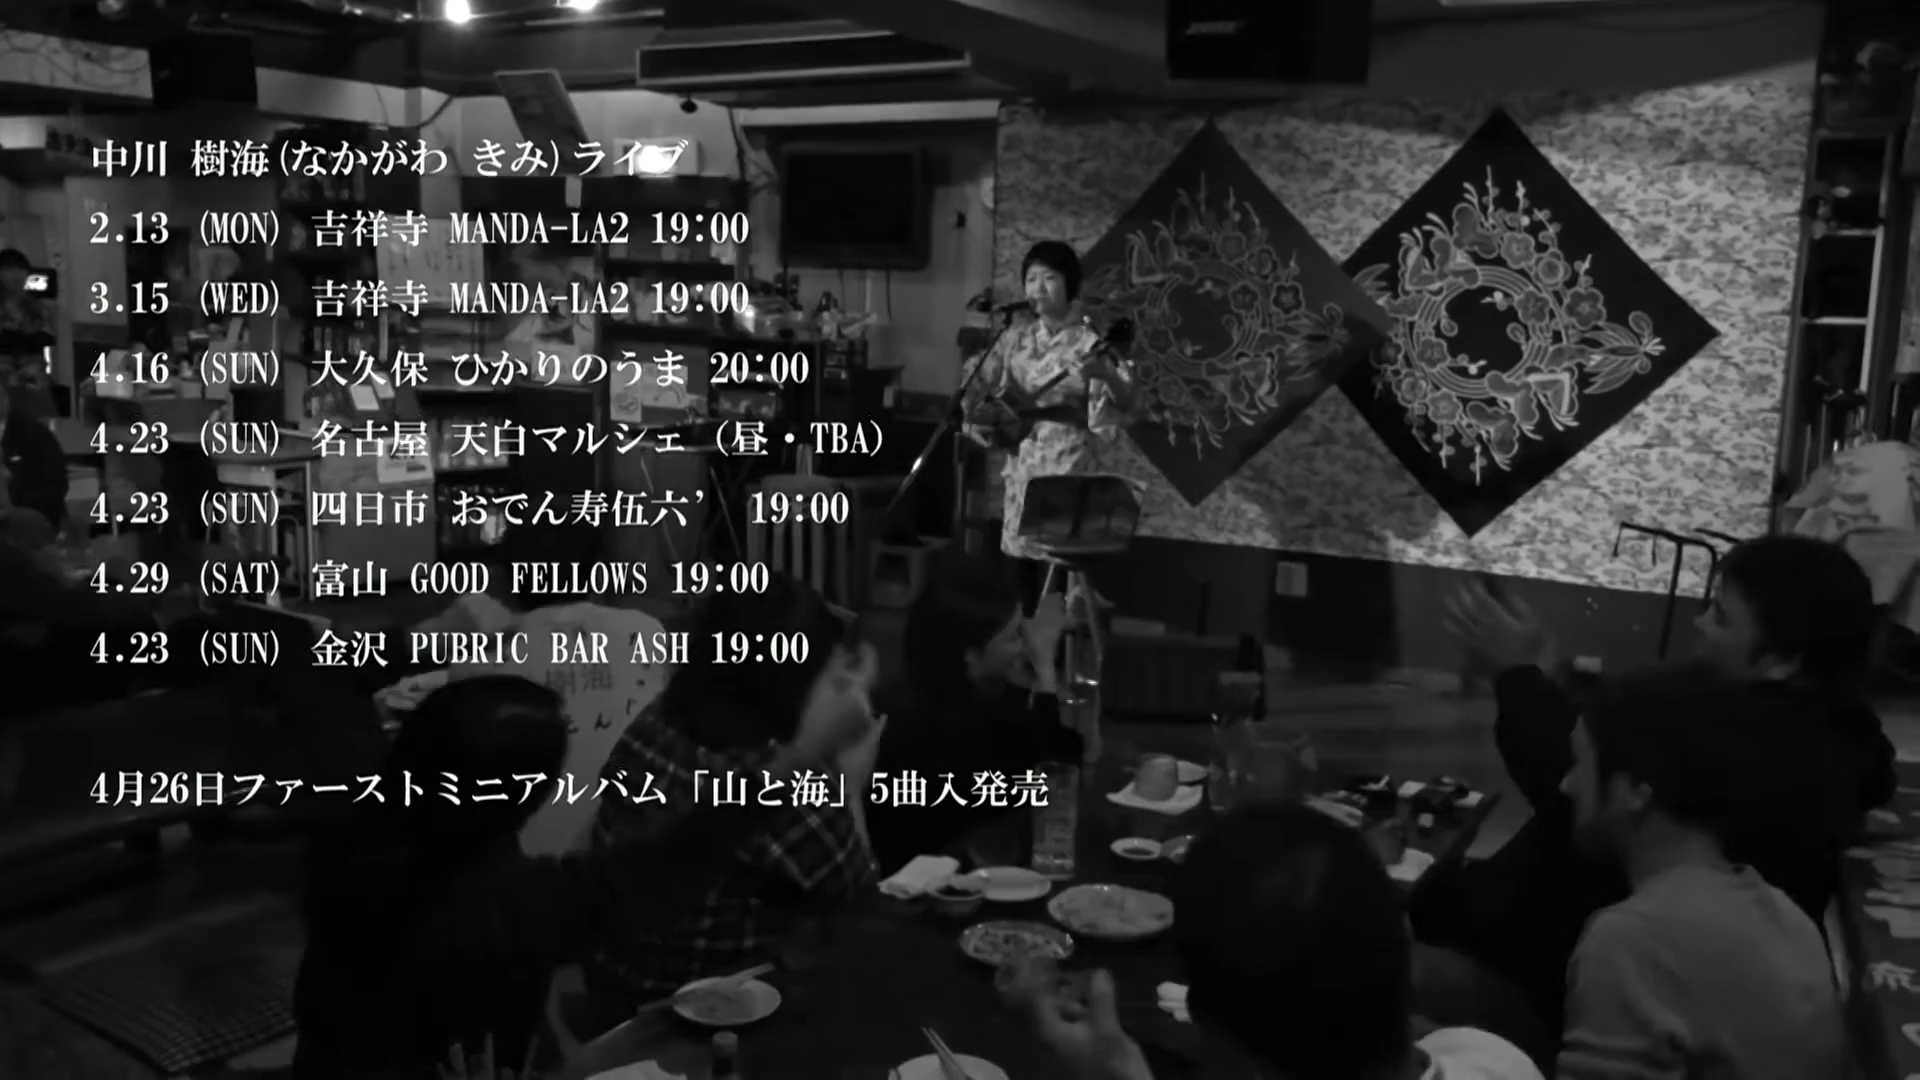 中川 樹海(なかがわ きみ)ライブ
2.13 (MON) 吉祥寺 MANDA-LA2 19:00
3.15 (WED) 吉祥寺 MANDA-LA2 19:00
4.16 (SUN) 大久保 ひかりのうま 20:00
4.23 (SUN) 名古屋 天白マルシェ (昼・TBA)
4.23 (SUN) 四日市 おでん寿伍六’ 19:00
4.29 (SAT) 富山 GOOD FELLOWS 19:00
4.23 (SUN) 金沢 PUBRIC BAR ASH 19:00
樹海
4月26日ファーストミニアルバム「山と海」5曲入発売